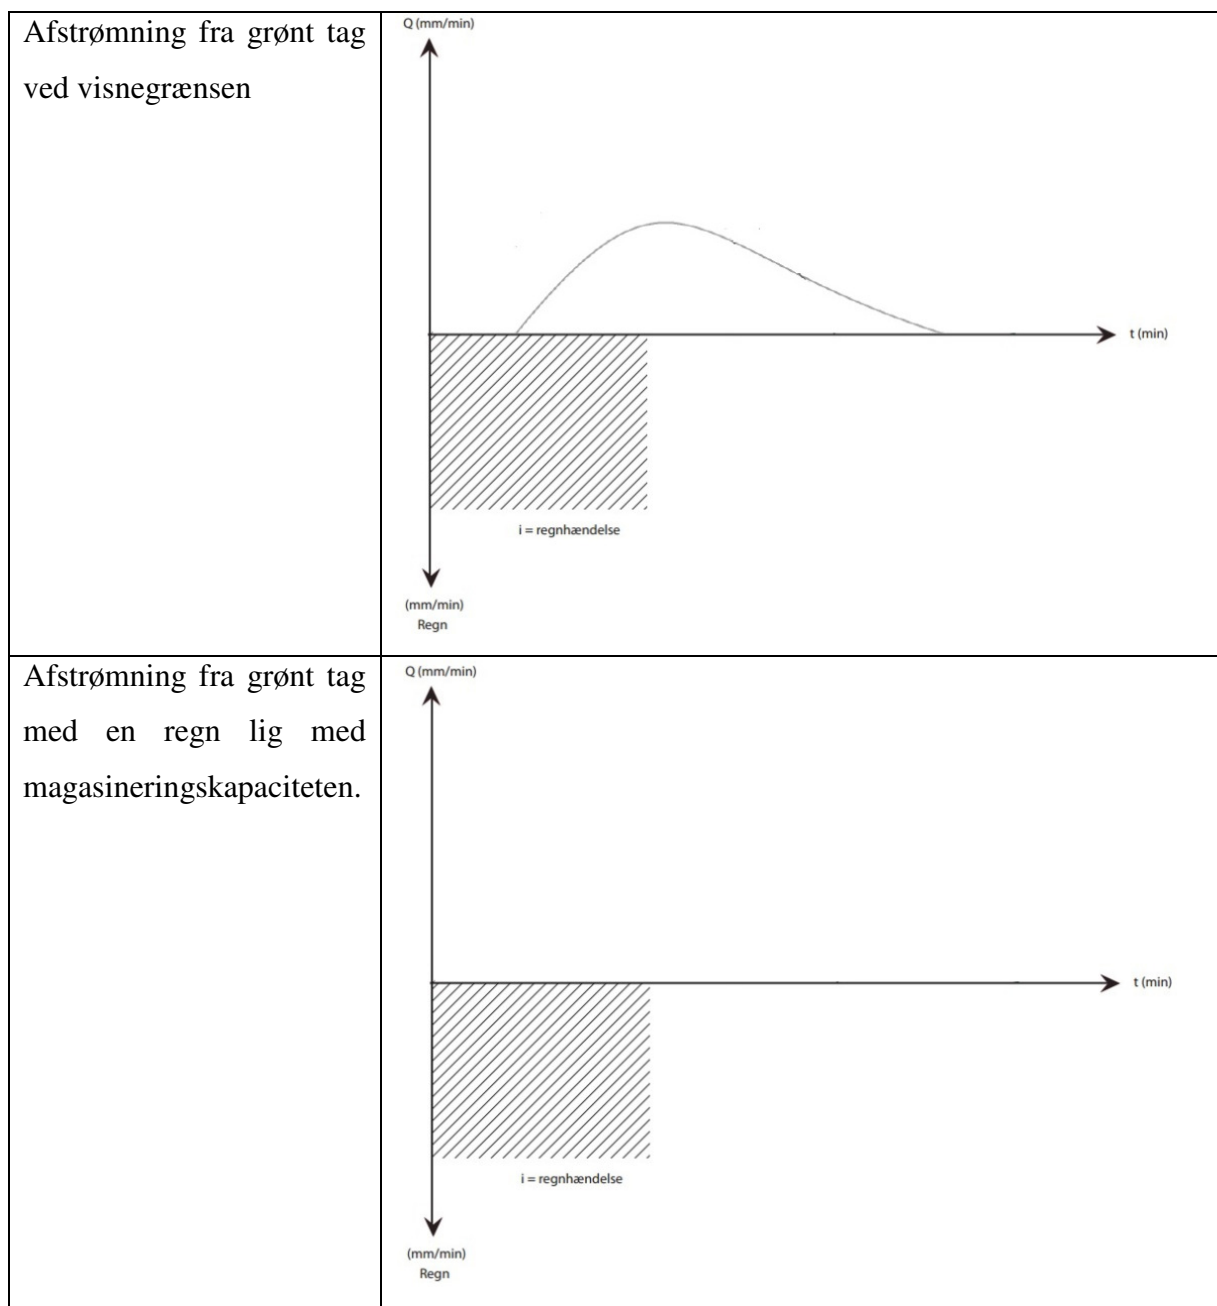 Afstrømning fra grønt tag
ved visnegrænsen
Q (mm/min)
t (min)
i = regnhændelse
(mm/min)
Regn
Afstrømning fra grønt tag
med en regn lig med
magasineringskapaciteten.
Q (mm/min)
t (min)
i = regnhændelse
(mm/min)
Regn